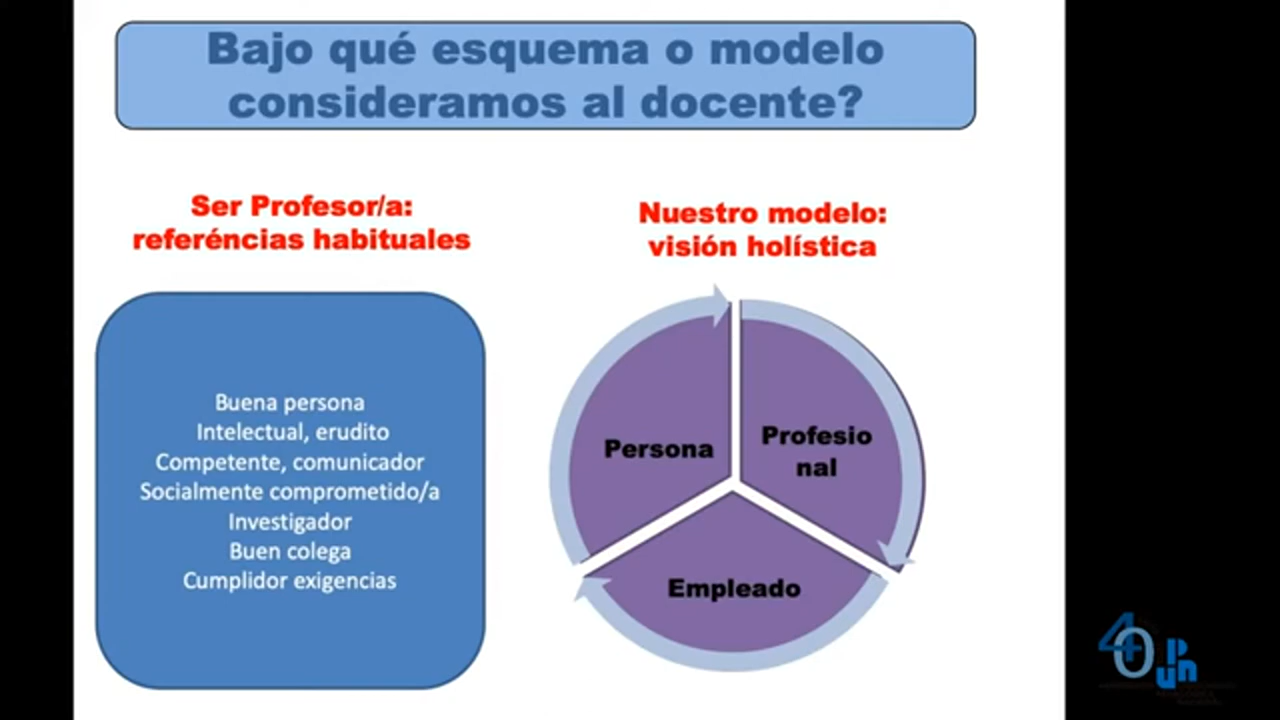 Bajo qué esquema o modelo
consideramos al docente?
Ser Profesor/a:
referéncias habituales
Nuestro modelo:
visión holística
Buena persona
Intelectual, erudito
Competente, comunicador
Socialmente comprometido/a
Investigador
Buen colega
Cumplidor exigencias
Persona
Profesio
nal
Empleado
40
upn